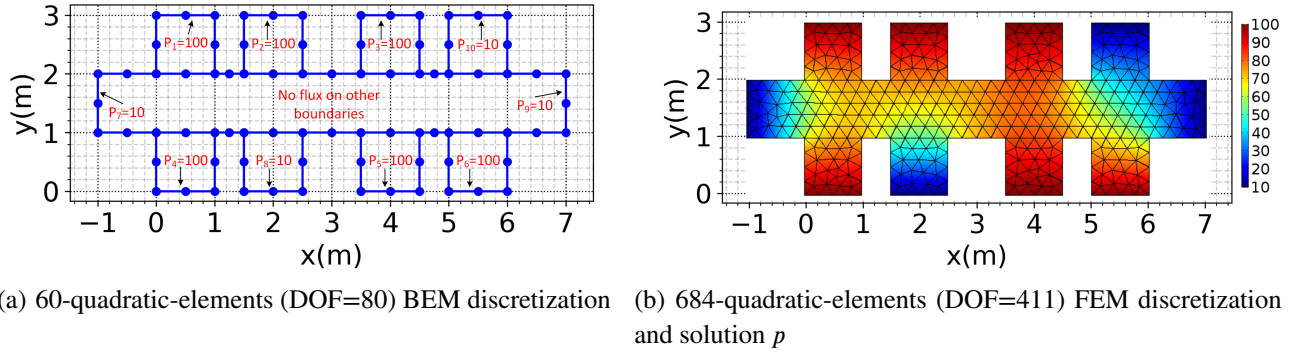 3
2
1
0
y(m)
P1=100
P2=100
P3=100
P10=10
P7=10
No flux on other
boundaries
P9=10
P4=100
P8=10
P5=100
P6=100
−1 0 1 2 3 4 5 6 7
x(m)
3
2
1
0
y(m)
−1 0 1 2 3 4 5 6 7
x(m)
100
90
80
70
60
50
40
30
20
10
a) 60-quadratic-elements (DOF=80) BEM discretization
(b) 684-quadratic-elements (DOF=411) FEM discretization
and solution p